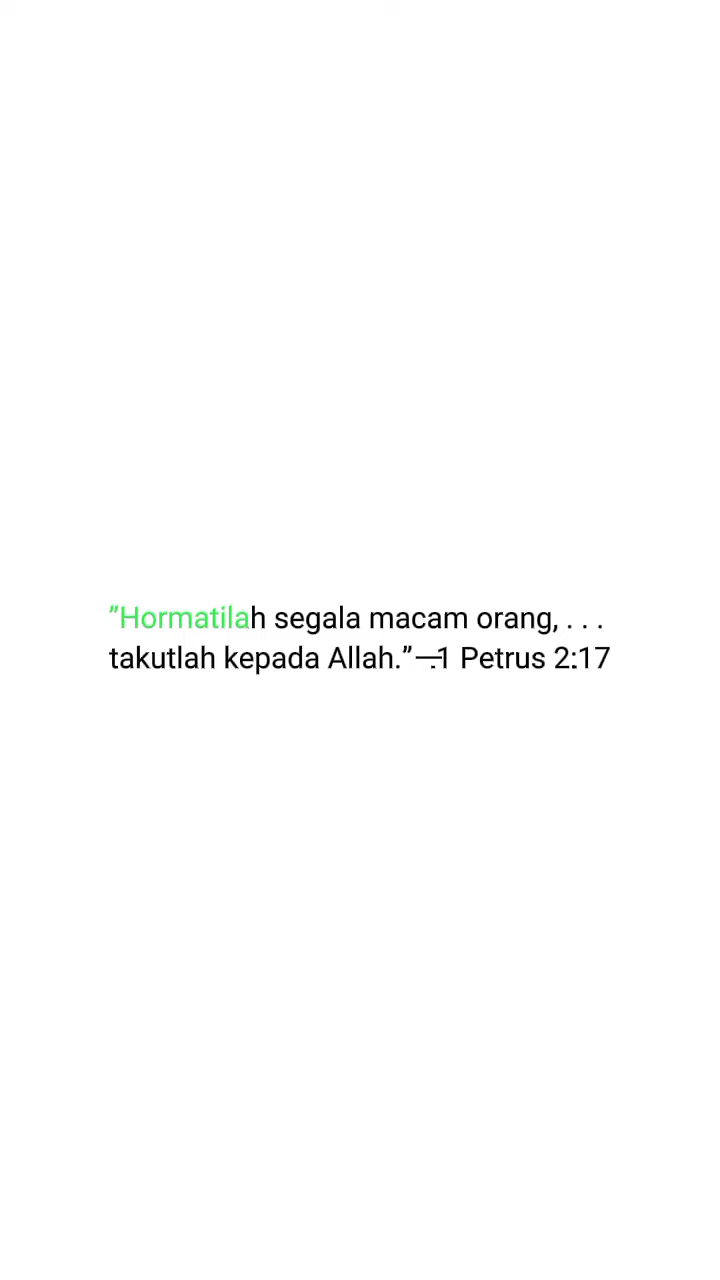 ”Hormatilah segala macam orang, . . .
takutlah kepada Allah.”—1 Petrus 2:17